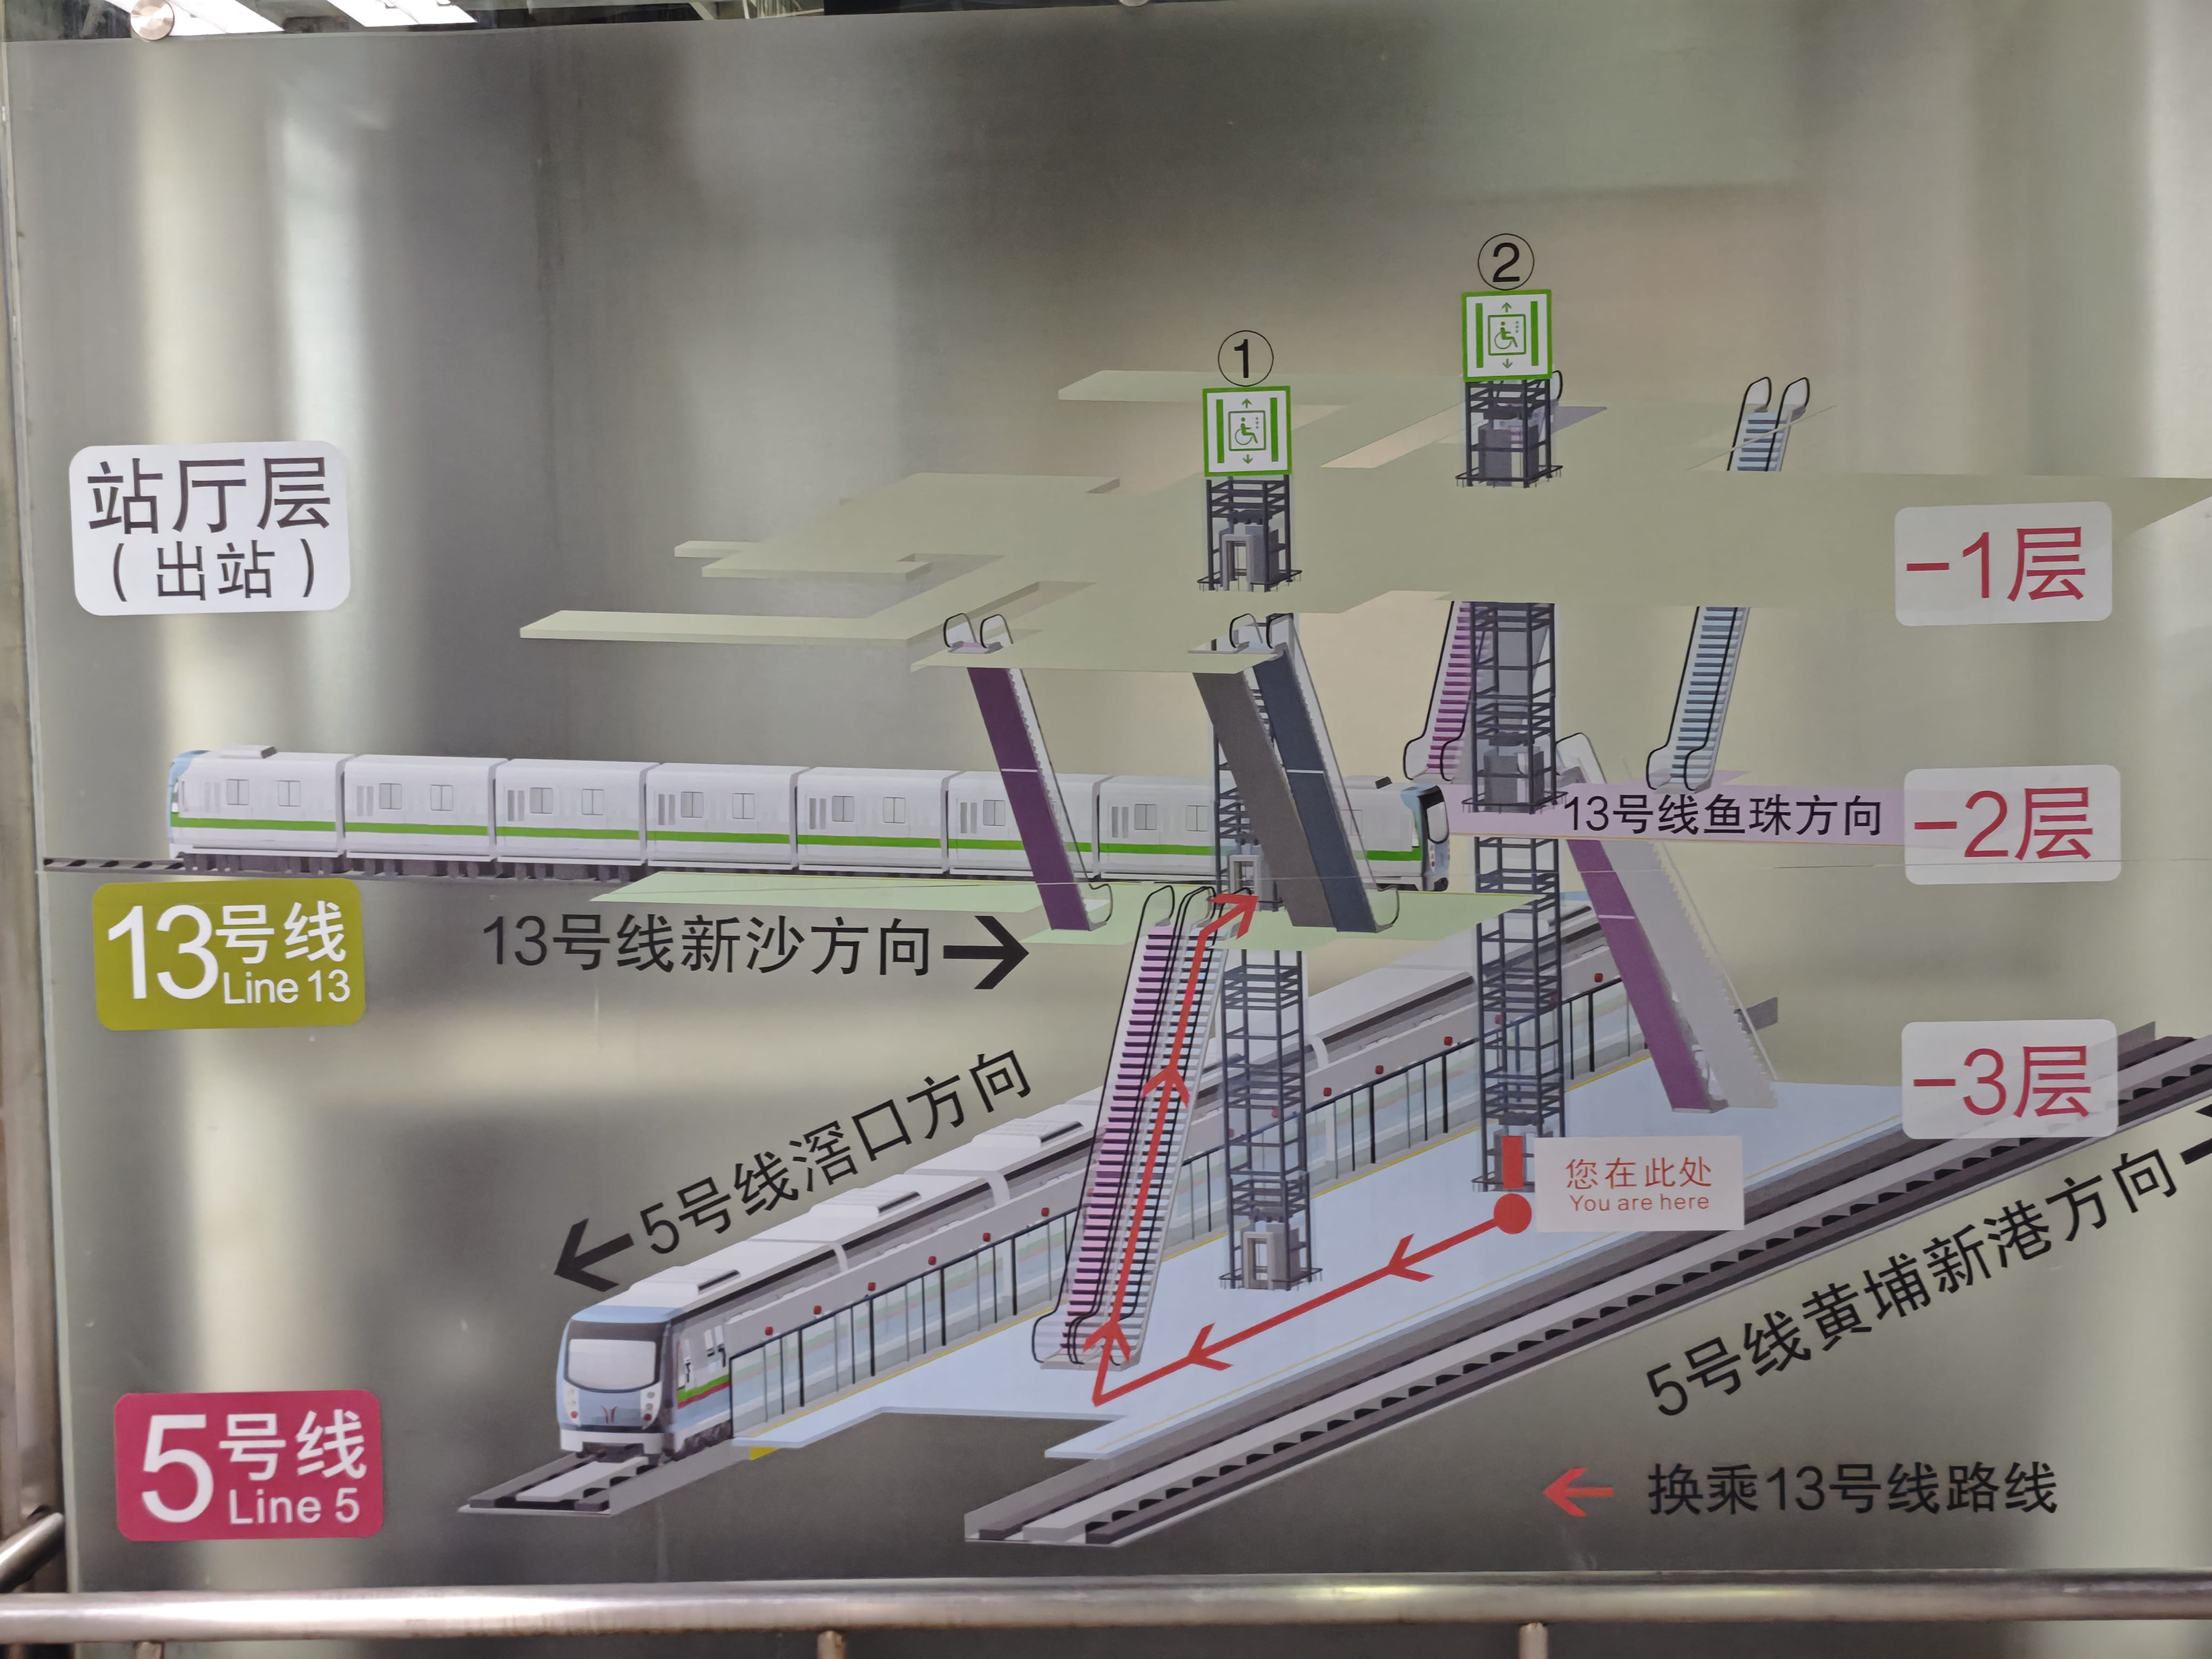 ②
①
站厅层
(出站)
-1层
13号线鱼珠方向
-2层
13号线
Line 13
13号线新沙方向
-3层
5号线滘口方向
您在此处
You are here
5号线黄埔新港方向
5号线
Line 5
换乘13号线路线